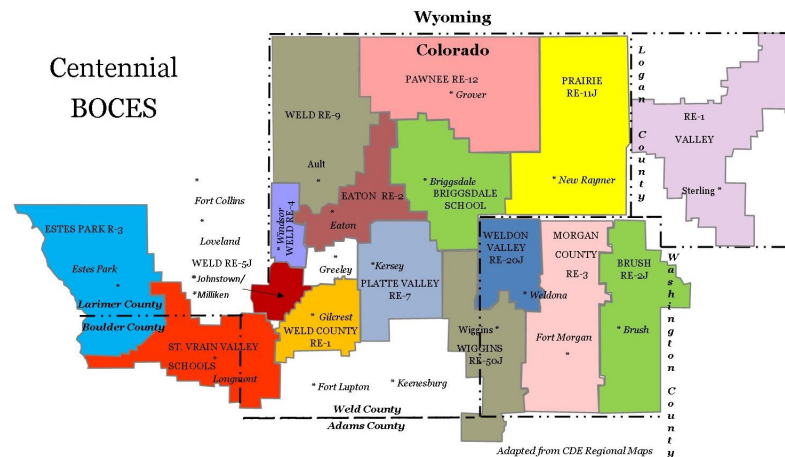 Wyoming
Centennial
BOCES
Colorado
PAWNEE RE-12
Grover
PRAIRIE
RE-11J
Logan County
RE-1
VALLEY
Sterling
WELD RE-9
Ault
EATON RE-2
Eaton
Briggsdale
BRIGGSDALE
SCHOOL
New Raymer
Fort Collins
Loveland
Windsor
WELD RE-4
ESTES PARK R-3
Estes Park
WELD RE-5J
Johnstown/
Milliken
Greeley
Kersey
PLATTE VALLEY
RE-7
WELDON
VALLEY
RE-20J
Weldona
MORGAN
COUNTY
RE-3
Fort Morgan
BRUSH
RE-2J
Brush
Washington County
Larimer County
Boulder County
Gilcrest
WELD COUNTY
RE-1
Wiggins
WIGGINS
RE-50J
ST. VRAIN VALLEY
SCHOOLS
Longmont
Fort Lupton
Keenesburg
Weld County
Adams County
Adapted from CDE Regional Maps